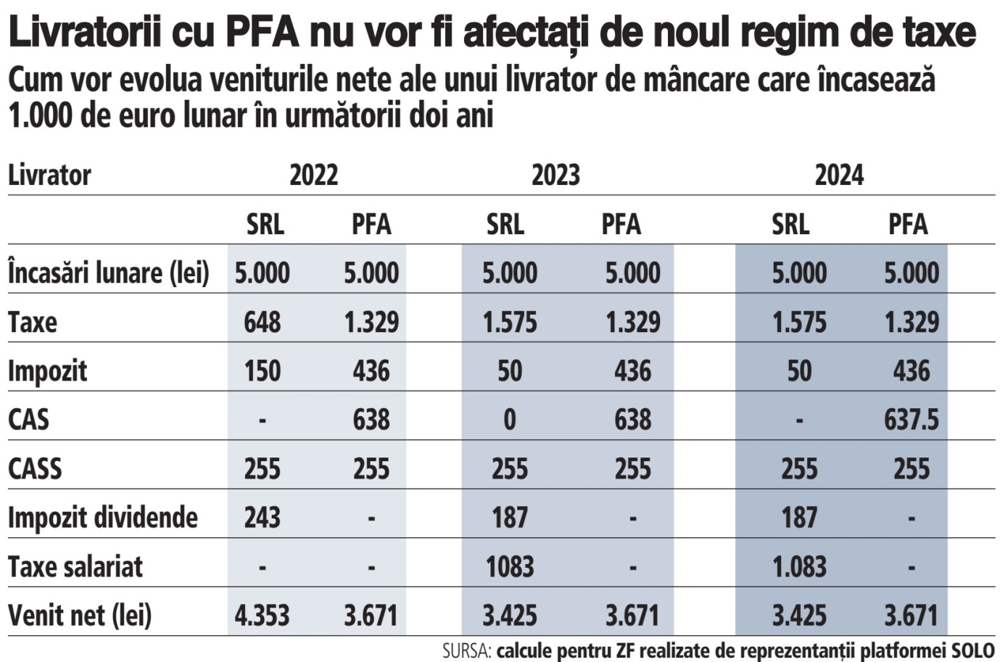 Livratorii cu PFA nu vor fi afectați de noul regim de taxe
Cum vor evolua veniturile nete ale unui livrator de mâncare care încasează
1.000 de euro lunar în următorii doi ani
Livrator 2022 2023 2024
SRL PFA SRL PFA SRL PFA
Încasări lunare (lei) 5.000 5.000 5.000 5.000 5.000 5.000
Taxe 648 1.329 1.575 1.329 1.575 1.329
Impozit 150 436 50 436 50 436
CAS - 638 0 638 - 637.5
CASS 255 255 255 255 255 255
Impozit dividende 243 - 187 - 187 -
Taxe salariat - - 1083 - 1.083 -
Venit net (lei) 4.353 3.671 3.425 3.671 3.425 3.671
SURSA: calcule pentru ZF realizate de reprezentanții platformei SOLO